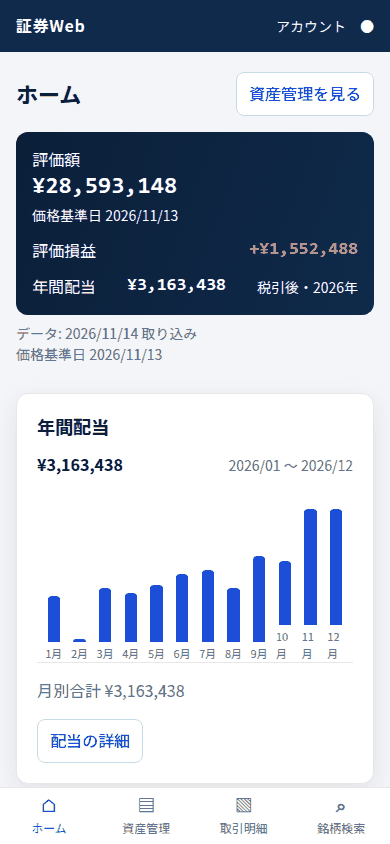 証券Web
アカウント
ホーム
資産管理を見る
評価額
¥28,593,148
価格基準日 2026/11/13
評価損益 +¥1,552,488
年間配当 ¥3,163,438 税引後・2026年
データ: 2026/11/14 取り込み
価格基準日 2026/11/13
年間配当
¥3,163,438 2026/01 〜 2026/12
1月 2月 3月 4月 5月 6月 7月 8月 9月 10月 11月 12月
月別合計 ¥3,163,438
配当の詳細
ホーム 資産管理 取引明細 銘柄検索